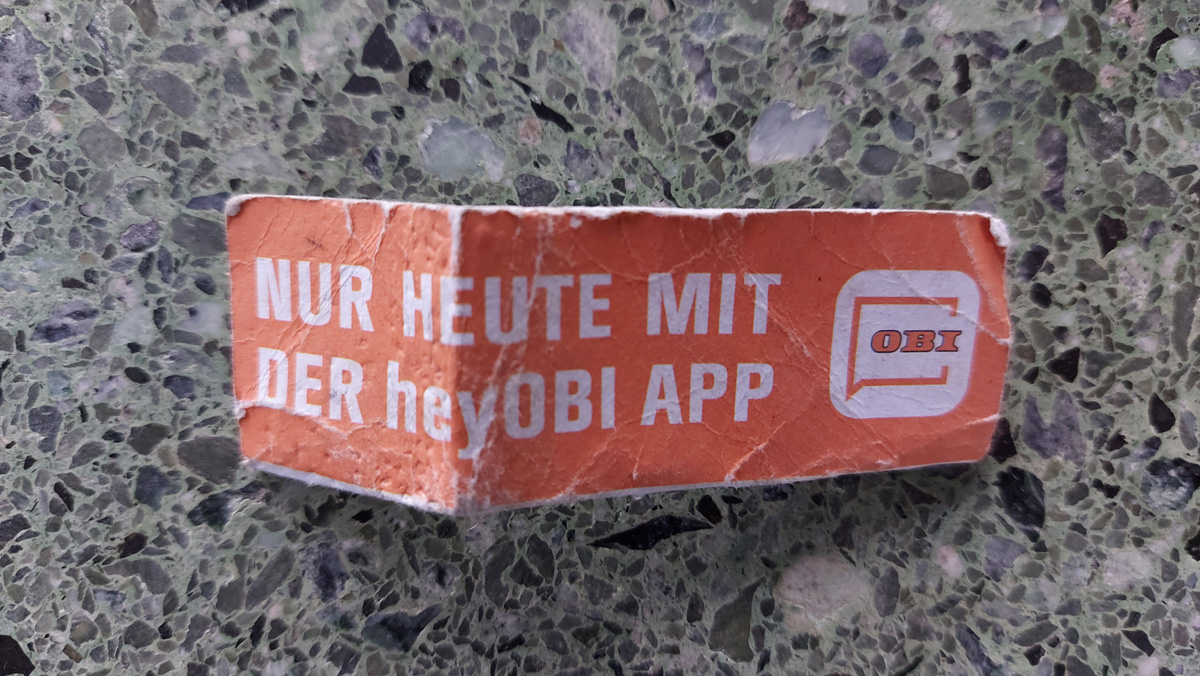 NUR HEUTE MIT
DER heyOBI APP
OBI